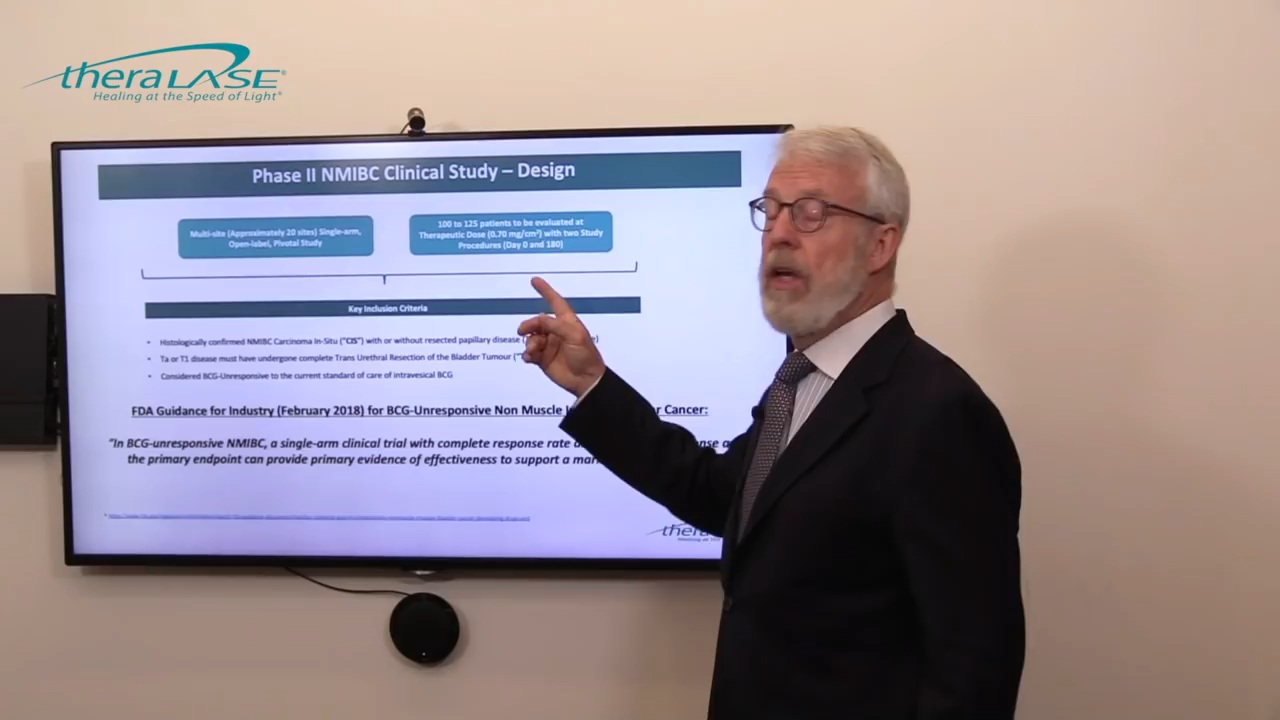 theraLASE®
Healing at the Speed of Light®
Phase II NMIBC Clinical Study – Design
Multi-site (Approximately 20 sites) Single-arm,
Open-label, Pivotal Study
100 to 125 patients to be evaluated at
Therapeutic Dose (0.70 mg/cm²) with two Study
Procedures (Day 0 and 180)
Key Inclusion Criteria
• Histologically confirmed NMIBC Carcinoma In-Situ ("CIS") with or without resected papillary disease (
• Ta or T1 disease must have undergone complete Trans Urethral Resection of the Bladder Tumour ("
• Considered BCG-Unresponsive to the current standard of care of intravesical BCG
FDA Guidance for Industry (February 2018) for BCG-Unresponsive Non Muscle r Cancer:
"In BCG-unresponsive NMIBC, a single-arm clinical trial with complete response rate
the primary endpoint can provide primary evidence of effectiveness to support a mar
thera
Healing at